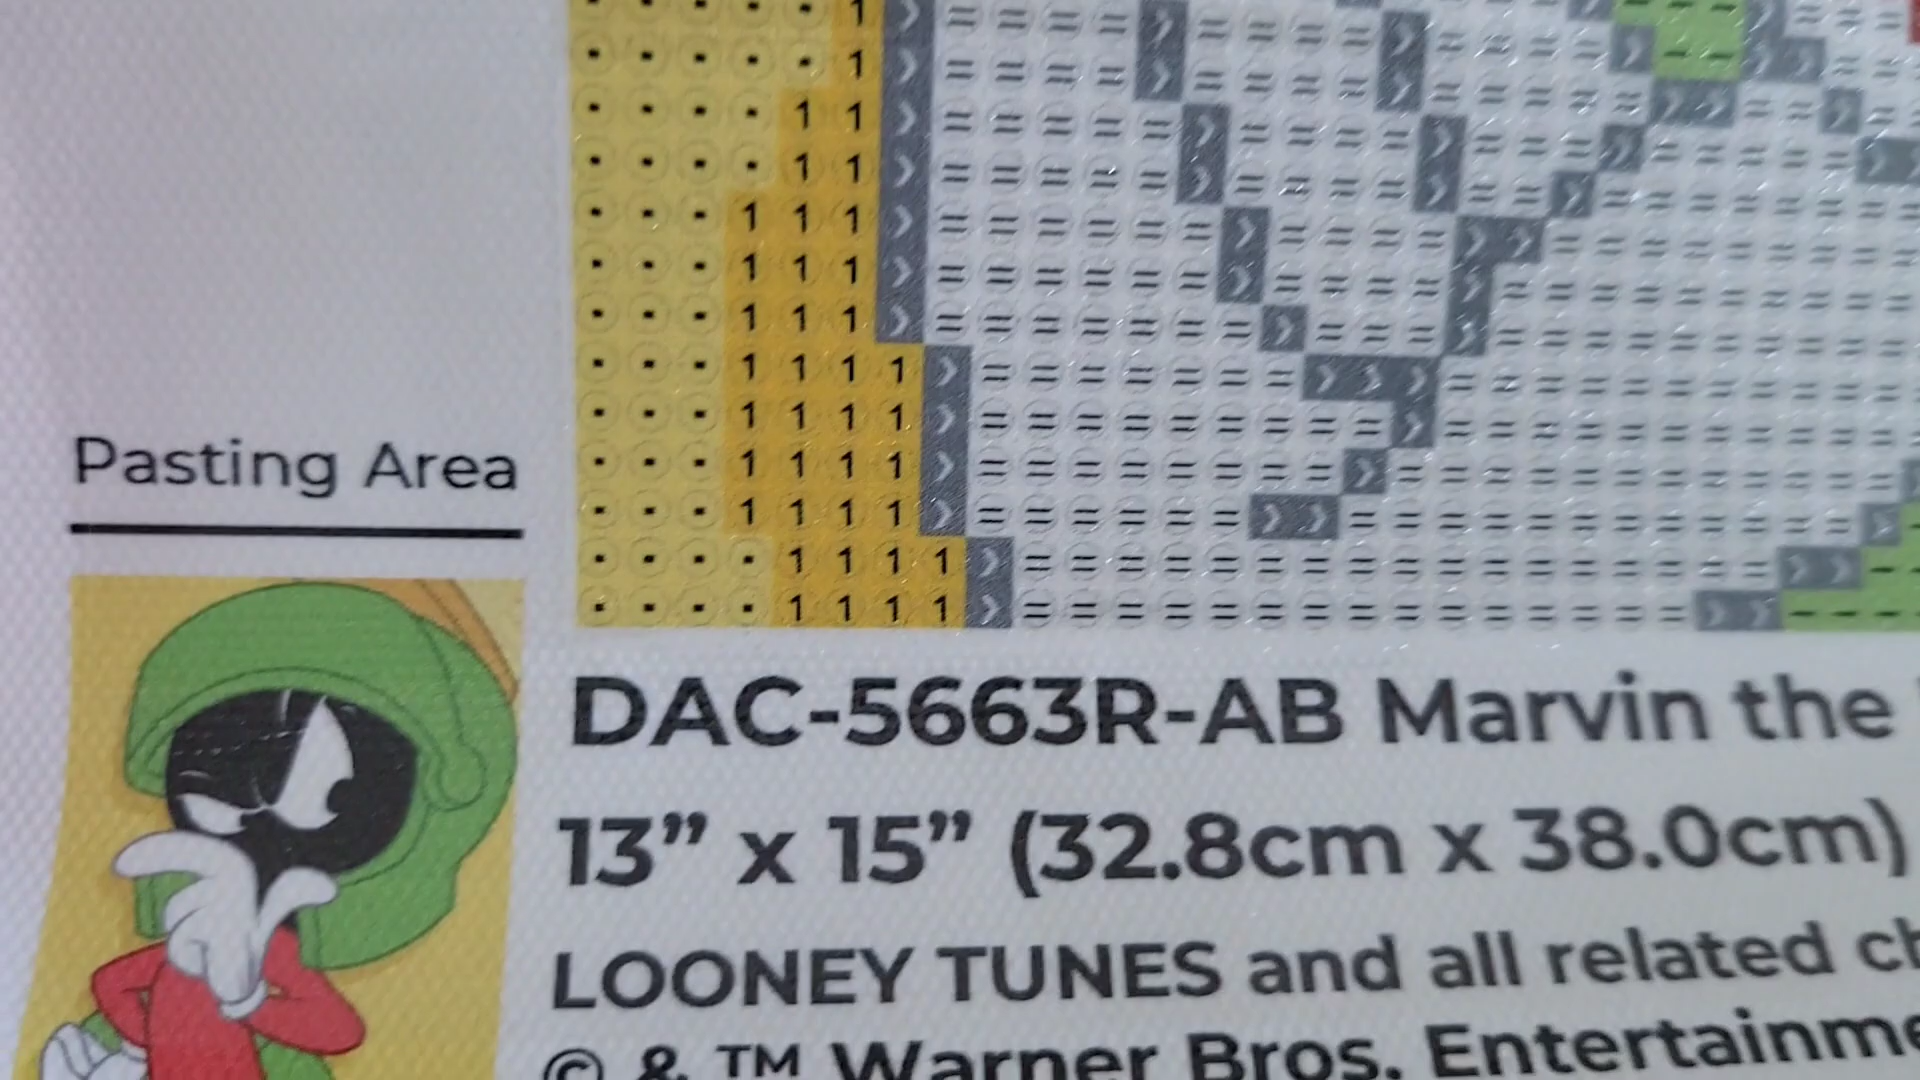 Pasting Area
DAC-5663R-AB Marvin the
13” x 15” (32.8cm x 38.0cm)
LOONEY TUNES and all related
© & ™ Warner Bros.